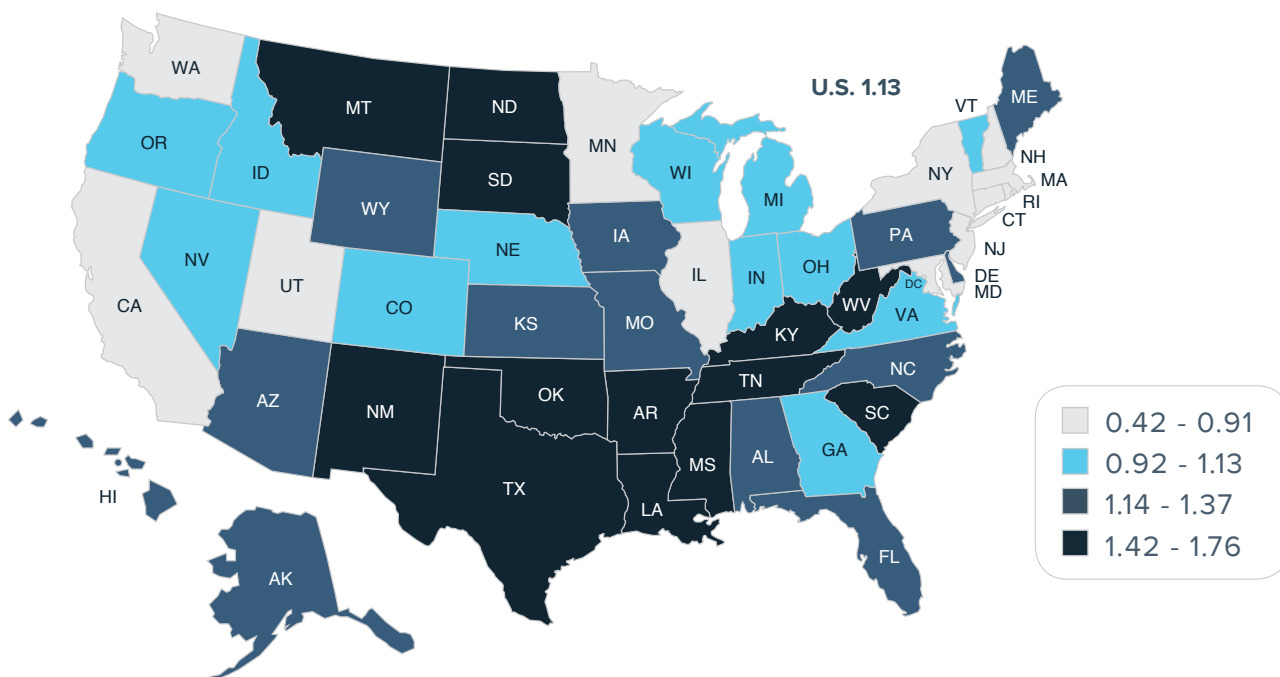 U.S. 1.13
WA
MT
ND
MN
VT
ME
OR
ID
SD
WI
MI
NY
NH
MA
RI
CT
WY
IA
PA
NJ
NV
NE
IL
IN
OH
DE
MD
DC
UT
CO
CA
KS
MO
WV
VA
KY
AZ
NM
OK
AR
TN
NC
SC
MS
AL
GA
TX
LA
HI
AK
FL
0.42 - 0.91
0.92 - 1.13
1.14 - 1.37
1.42 - 1.76